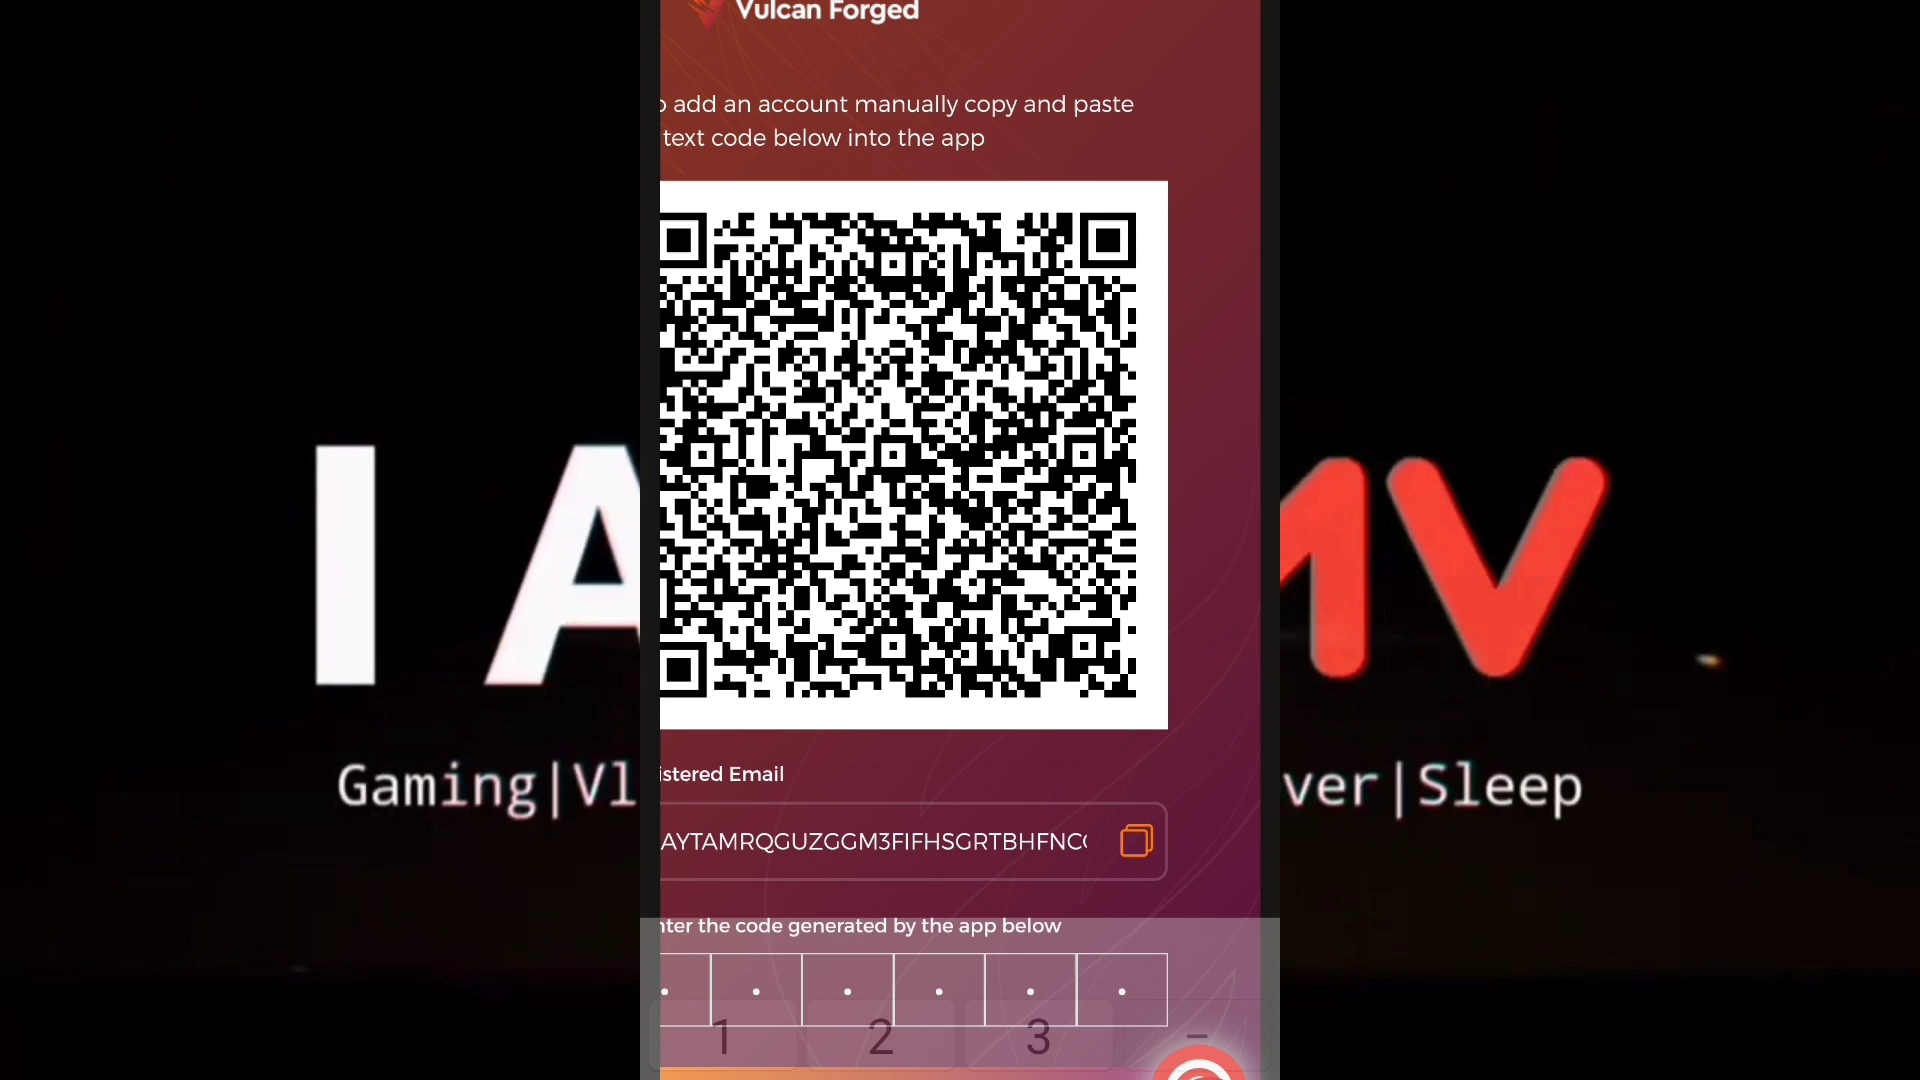 Vulcan Forged
add an account manually copy and paste
text code below into the app
I A
MV
Gaming|Vl
ver|Sleep
istered Email
AYTAMRQGUZGGM3FIFHSGRTBHFNC
nter the code generated by the app below
1 2 3 -